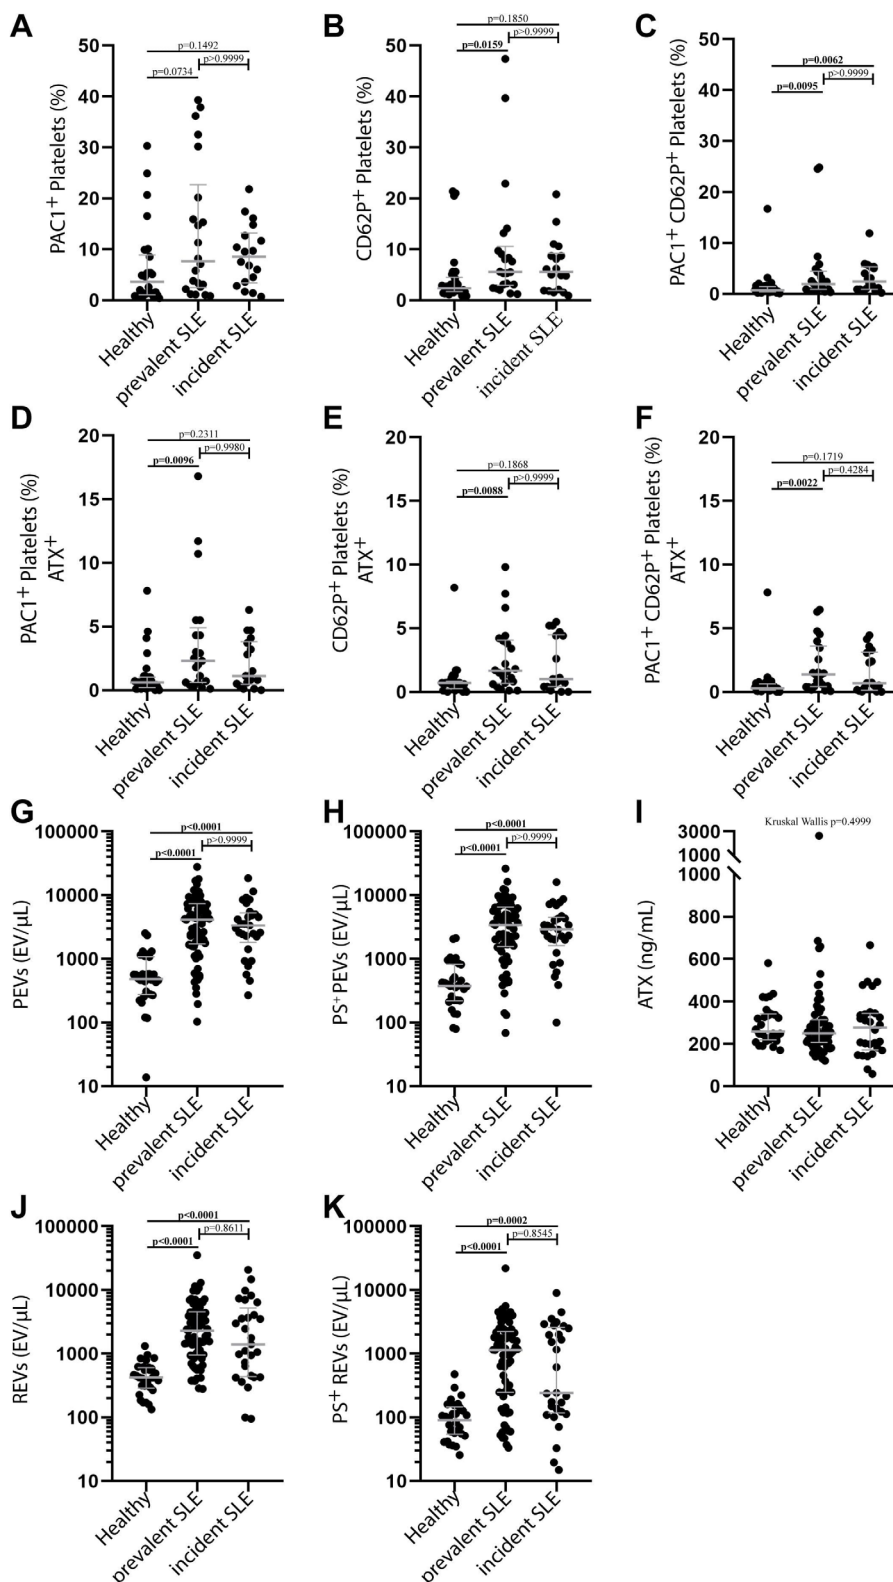 A
p=0.1492
p>0.9999
p=0.0734
PAC1⁺ Platelets (%)
50
40
30
20
10
0
Healthy
prevalent SLE
incident SLE
B
p=0.1850
p>0.9999
p=0.0159
CD62P⁺ Platelets (%)
50
40
30
20
10
0
Healthy
prevalent SLE
incident SLE
C
p=0.0062
p>0.9999
p=0.0095
PAC1⁺ CD62P⁺ Platelets (%)
50
40
30
20
10
0
Healthy
prevalent SLE
incident SLE
D
p=0.2311
p=0.9980
p=0.0096
PAC1⁺ Platelets (%)
ATX⁺
20
15
10
5
0
Healthy
prevalent SLE
incident SLE
E
p=0.1868
p>0.9999
p=0.0088
CD62P⁺ Platelets (%)
ATX⁺
20
15
10
5
0
Healthy
prevalent SLE
incident SLE
F
p=0.1719
p=0.4284
p=0.0022
PAC1⁺ CD62P⁺ Platelets (%)
ATX⁺
20
15
10
5
0
Healthy
prevalent SLE
incident SLE
G
p<0.0001
p>0.9999
p<0.0001
PEVs (EV/µL)
100000
10000
1000
100
10
Healthy
prevalent SLE
incident SLE
H
p<0.0001
p>0.9999
p<0.0001
PS⁺ PEVs (EV/µL)
100000
10000
1000
100
10
Healthy
prevalent SLE
incident SLE
I
Kruskal Wallis p=0.4999
ATX (ng/mL)
3000
1000
1000
800
600
400
200
0
Healthy
prevalent SLE
incident SLE
J
p<0.0001
p=0.8611
p<0.0001
REVs (EV/µL)
100000
10000
1000
100
10
Healthy
prevalent SLE
incident SLE
K
p=0.0002
p=0.8545
p<0.0001
PS⁺ REVs (EV/µL)
100000
10000
1000
100
10
Healthy
prevalent SLE
incident SLE